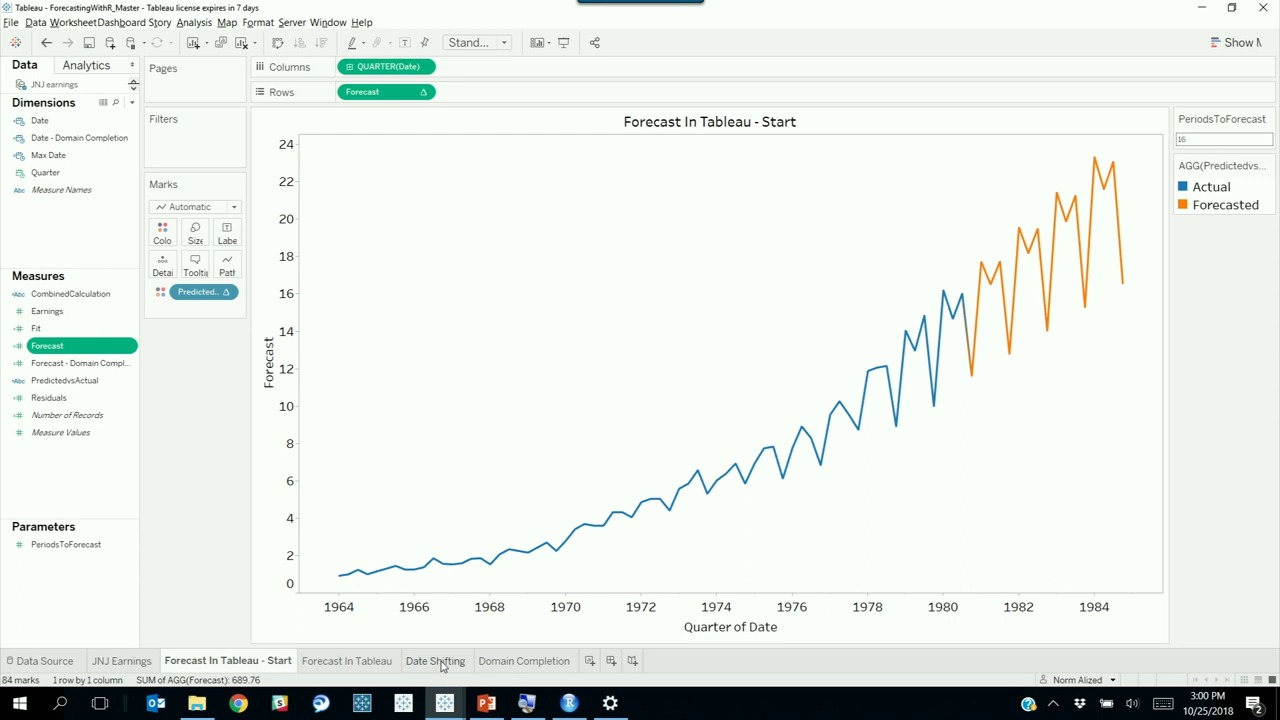 Tableau - ForecastingWithR_Master - Tableau license expires in 7 days
File Data Worksheet Dashboard Story Analysis Map Format Server Window Help
Stand...
Show M
Data Analytics
JNJ earnings
Dimensions
Date
Date - Domain Completion
Max Date
Quarter
Abc Measure Names
Measures
Abc CombinedCalculation
Earnings
Fit
Forecast
Forecast - Domain Compl...
Abc PredictedvsActual
Residuals
Number of Records
Measure Values
Parameters
PeriodsToForecast
Pages
Filters
Marks
Automatic
Colo Size Labe
Detai Tooltip Path
Predicted..
Columns QUARTER(Date)
Rows Forecast
Forecast In Tableau - Start
24
22
20
18
16
14
12
10
8
6
4
2
0
Forecast
1964 1966 1968 1970 1972 1974 1976 1978 1980 1982 1984
Quarter of Date
PeriodsToForecast
16
AGG(Predictedvs...
Actual
Forecasted
Data Source JNJ Earnings Forecast In Tableau - Start Forecast In Tableau Date Shifting Domain Completion
84 marks 1 row by 1 column SUM of AGG(Forecast): 689.76
Norm Alized
3:00 PM
10/25/2018
2